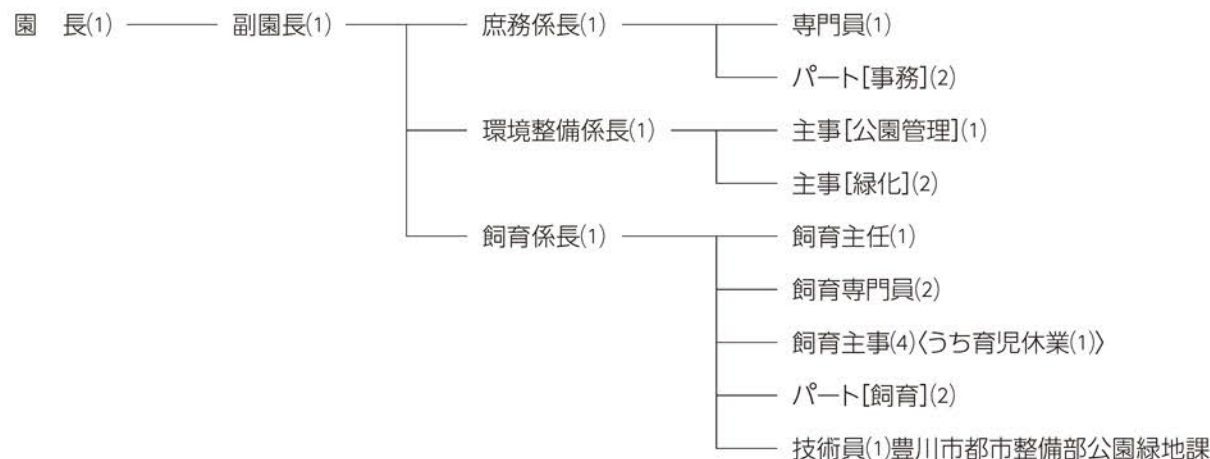 園　長(1) 副園長(1) 庶務係長(1) 専門員(1)
パート[事務](2)
環境整備係長(1) 主事[公園管理](1)
主事[緑化](2)
飼育係長(1) 飼育主任(1)
飼育専門員(2)
飼育主事(4)〈うち育児休業(1)〉
パート[飼育](2)
技術員(1)豊川市都市整備部公園緑地課